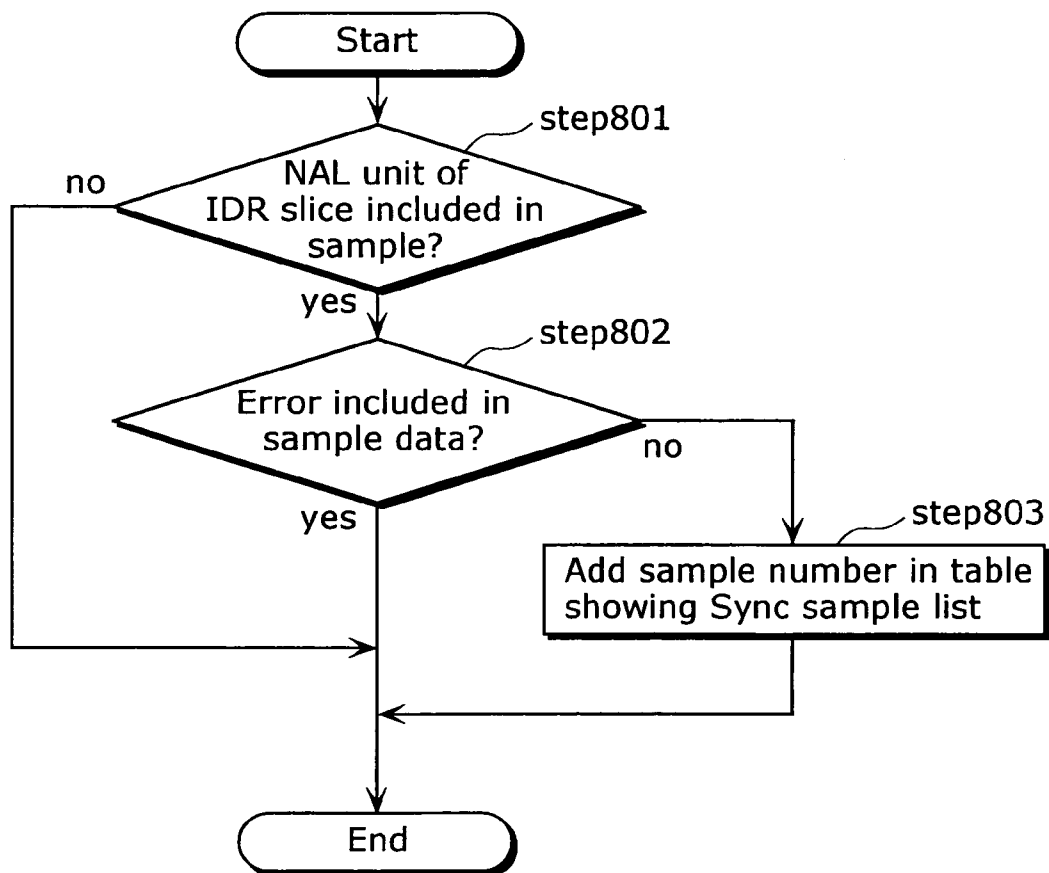 Start
step801
no
NAL unit of
IDR slice included in
sample?
yes
step802
Error included in
sample data?
no
yes
step803
Add sample number in table
showing Sync sample list
End